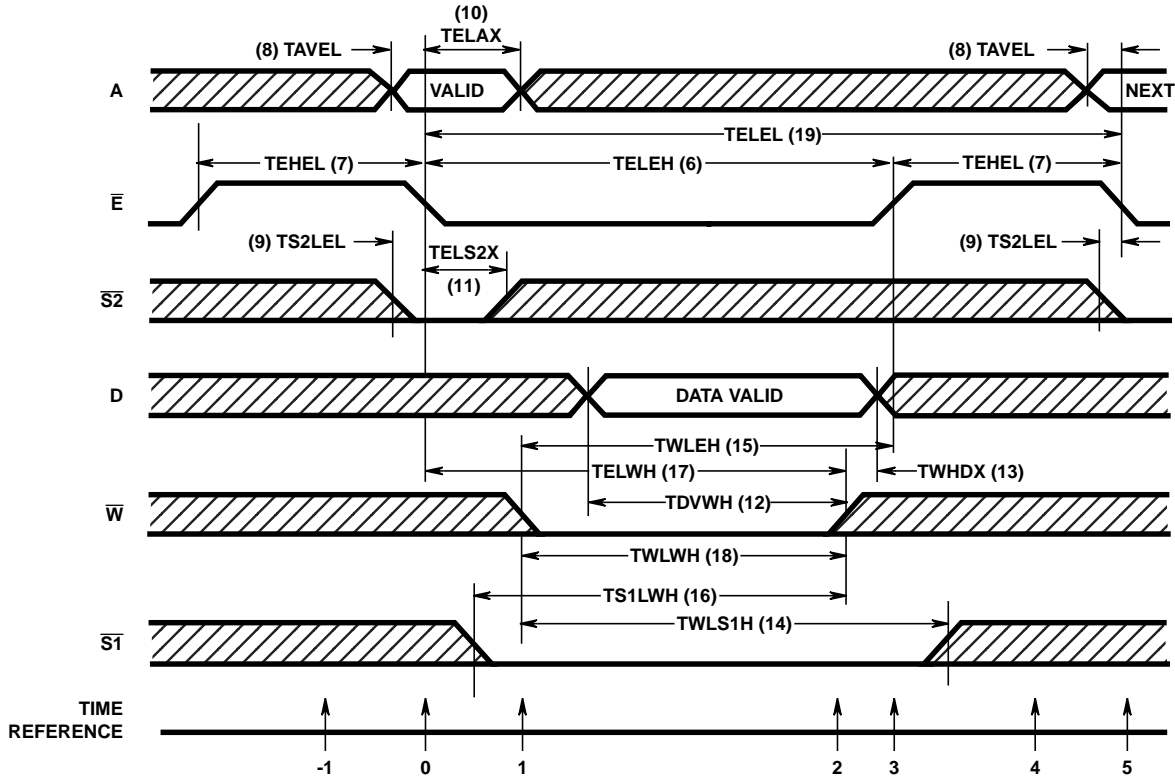 (10)
TELAX
(8) TAVEL
(8) TAVEL
A
VALID
NEXT
TELEL (19)
TEHEL (7)
TELEH (6)
TEHEL (7)
E
(9) TS2LEL
TELS2X
(11)
(9) TS2LEL
S2
D
DATA VALID
TWLEH (15)
TELWH (17)
TWHDX (13)
TDVWH (12)
W
TWLWH (18)
TS1LWH (16)
TWLS1H (14)
S1
TIME
REFERENCE
-1 0 1 2 3 4 5